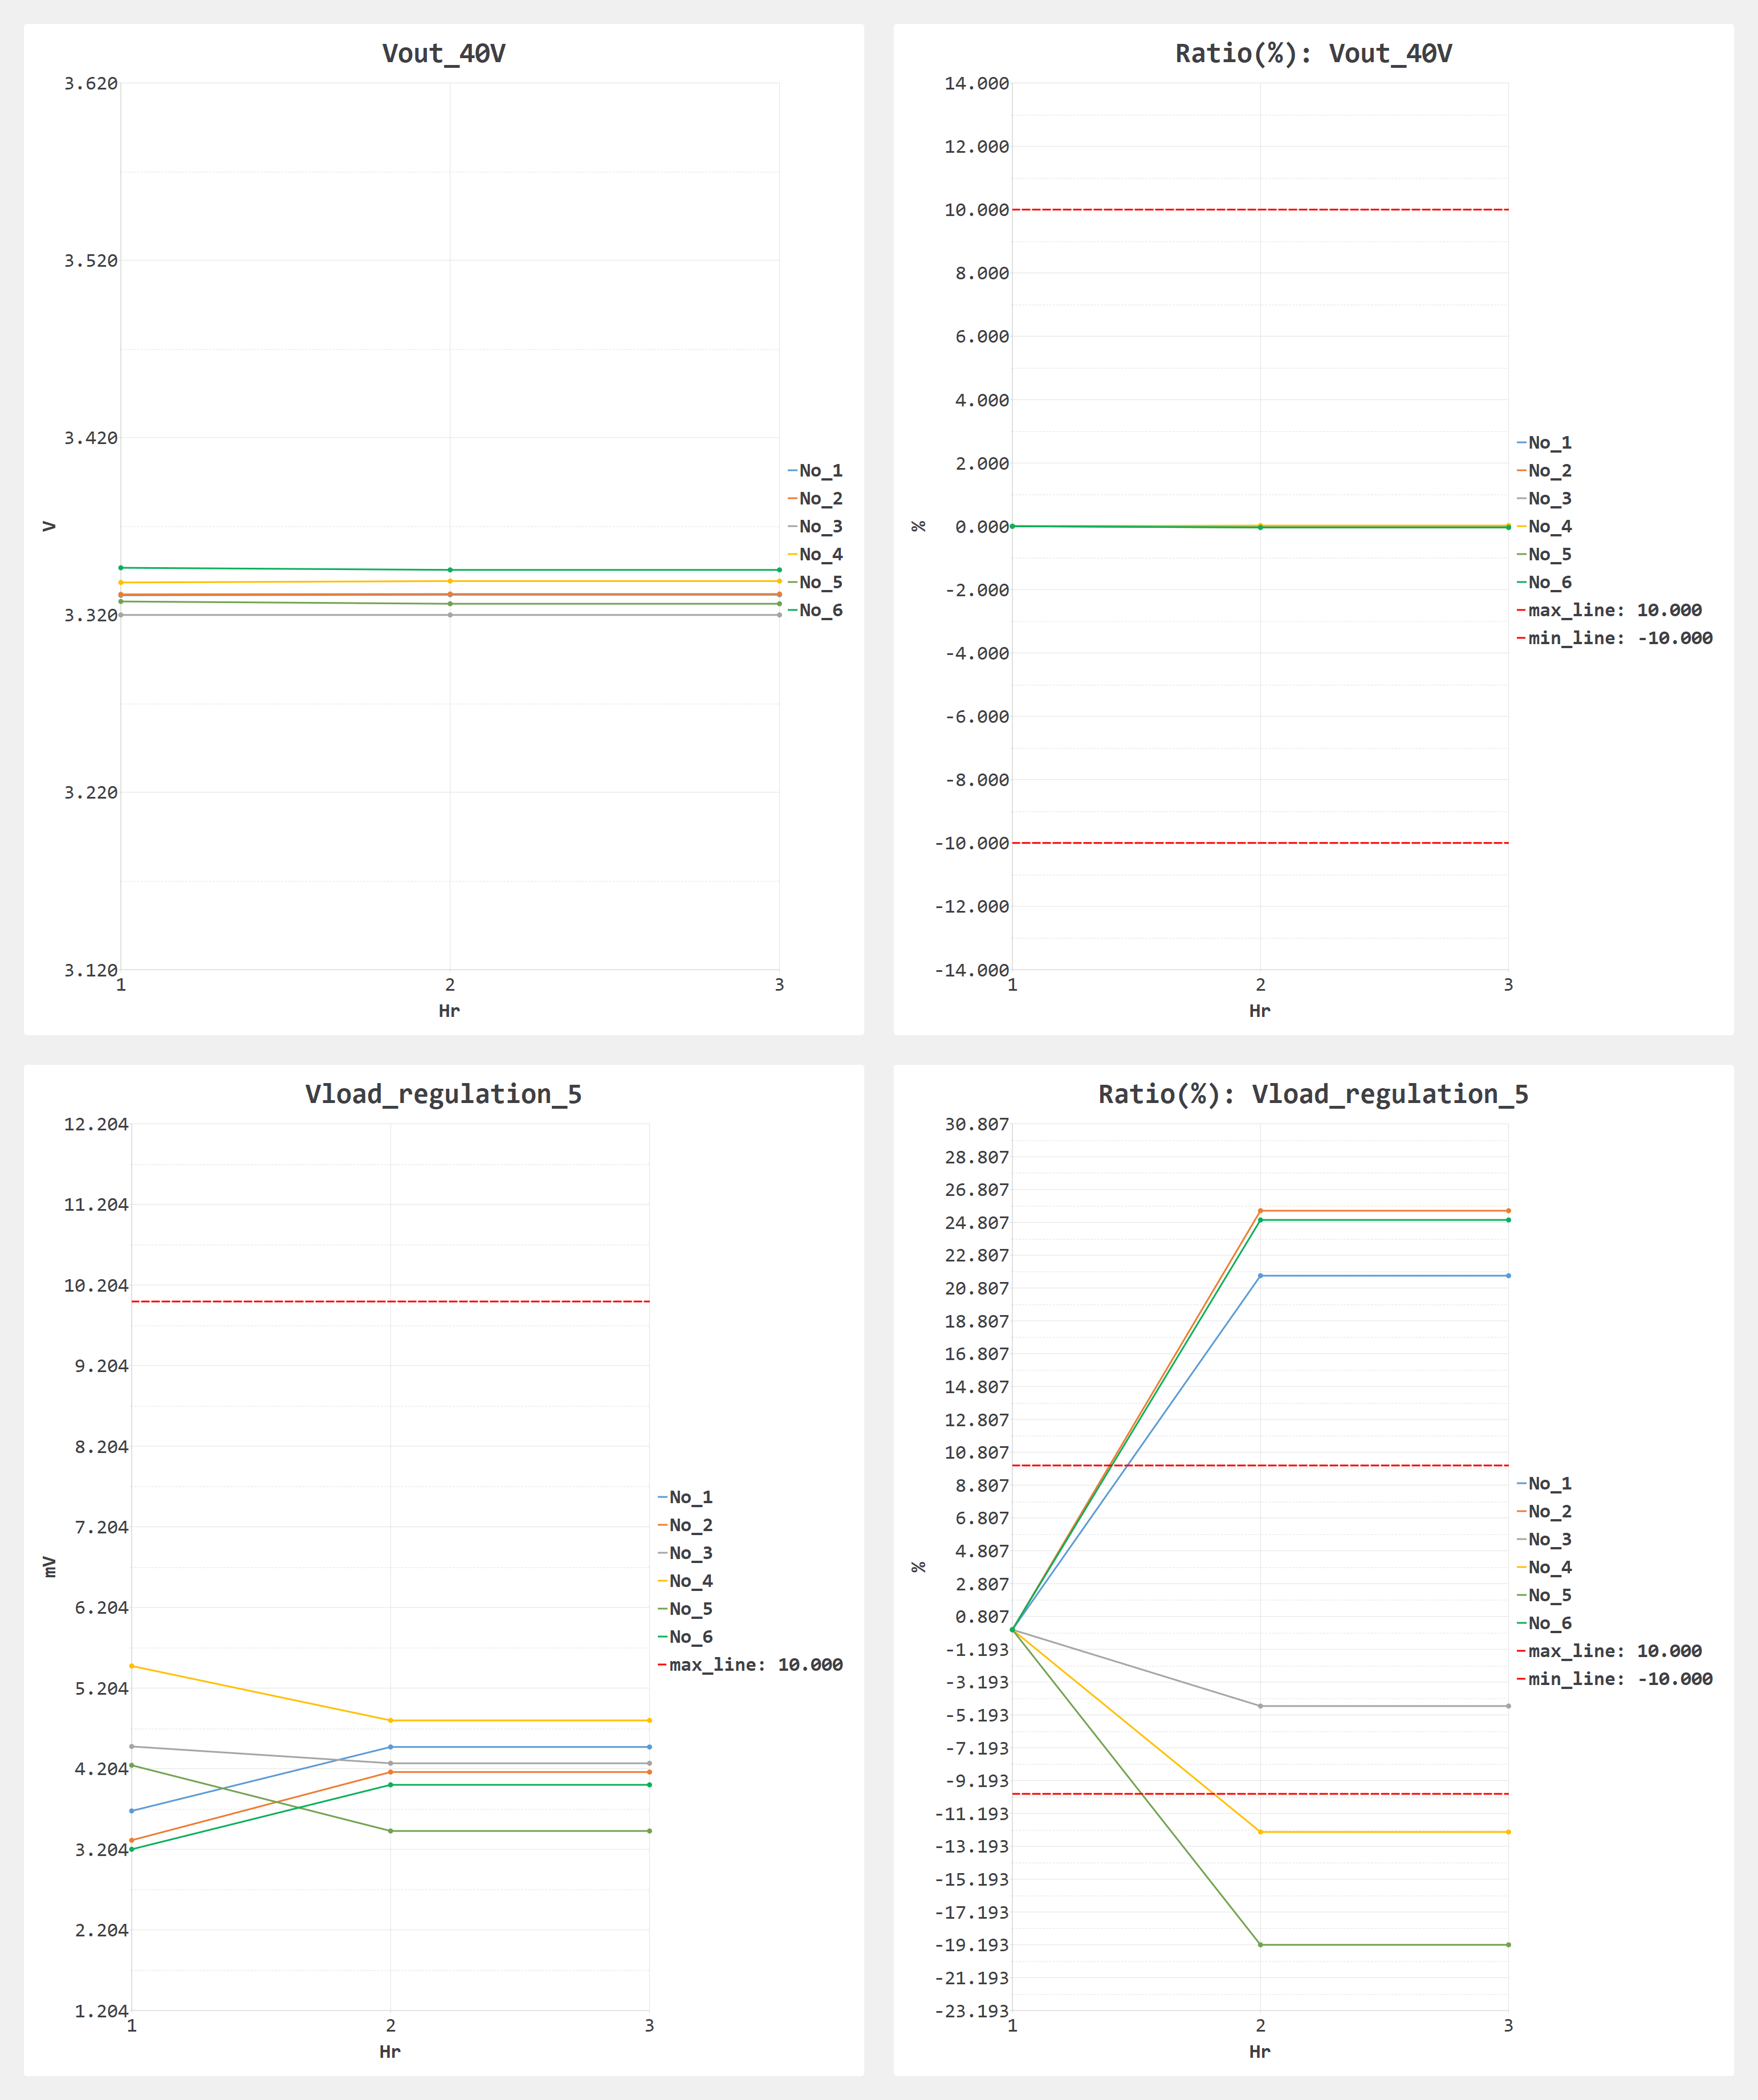 Vout_40V
3.620
3.520
3.420
3.320
3.220
3.120
V
1 2 3
Hr
No_1
No_2
No_3
No_4
No_5
No_6
Ratio(%): Vout_40V
14.000
12.000
10.000
8.000
6.000
4.000
2.000
0.000
-2.000
-4.000
-6.000
-8.000
-10.000
-12.000
-14.000
%
1 2 3
Hr
No_1
No_2
No_3
No_4
No_5
No_6
max_line: 10.000
min_line: -10.000
Vload_regulation_5
12.204
11.204
10.204
9.204
8.204
7.204
6.204
5.204
4.204
3.204
2.204
1.204
mV
1 2 3
Hr
No_1
No_2
No_3
No_4
No_5
No_6
max_line: 10.000
Ratio(%): Vload_regulation_5
30.807
28.807
26.807
24.807
22.807
20.807
18.807
16.807
14.807
12.807
10.807
8.807
6.807
4.807
2.807
0.807
-1.193
-3.193
-5.193
-7.193
-9.193
-11.193
-13.193
-15.193
-17.193
-19.193
-21.193
-23.193
%
1 2 3
Hr
No_1
No_2
No_3
No_4
No_5
No_6
max_line: 10.000
min_line: -10.000